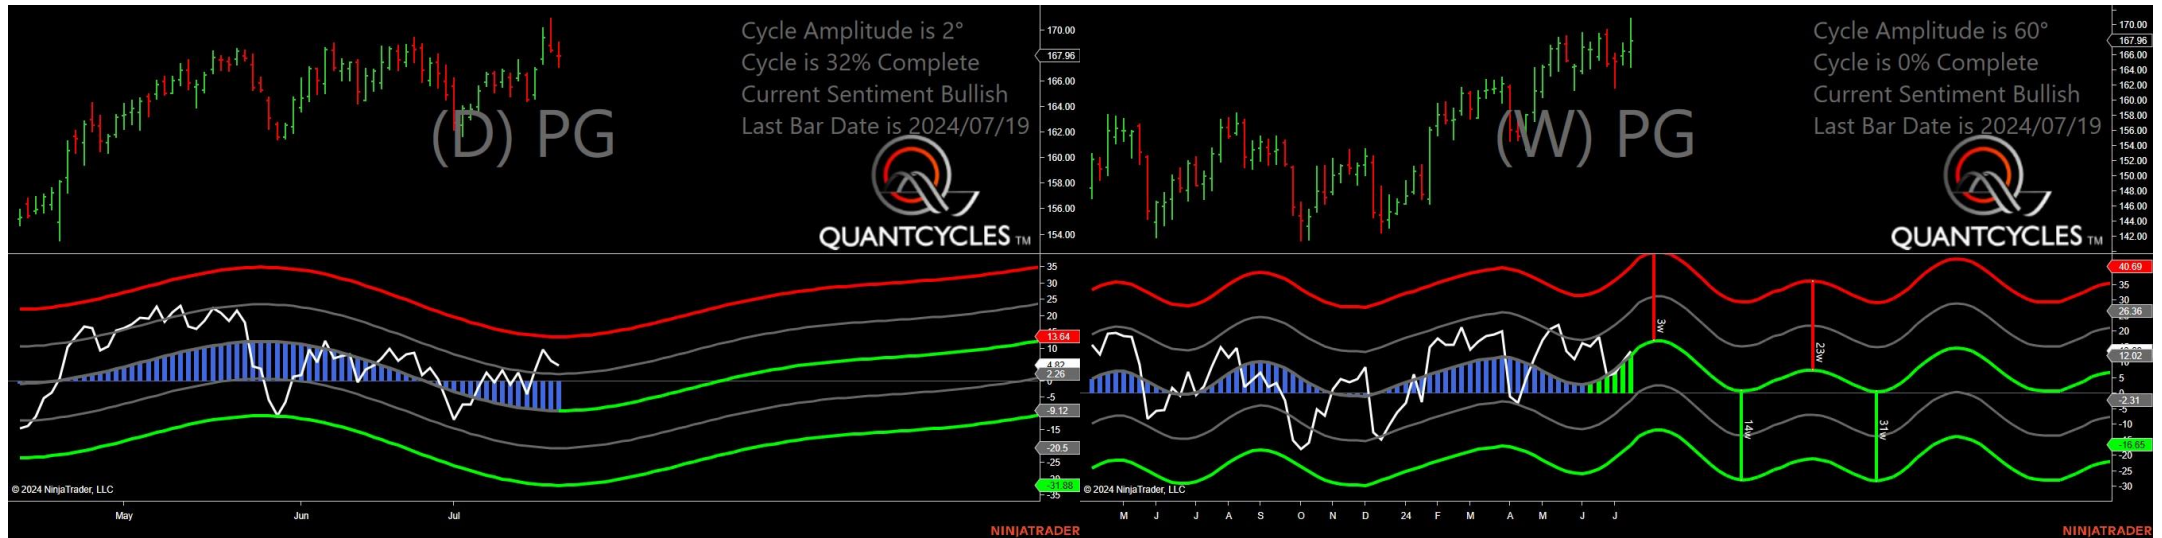 Cycle Amplitude is 2°
Cycle is 32% Complete
Current Sentiment Bullish
Last Bar Date is 2024/07/19
(D) PG
QUANTCYCLES TM
170.00
167.96
166.00
164.00
162.00
160.00
158.00
156.00
154.00
35
30
25
20
13.64
10
4.82
2.26
-5
-9.12
-15
-20.5
-25
-31.88
-35
© 2024 NinjaTrader, LLC
May
Jun
Jul
NINJATRADER
Cycle Amplitude is 60°
Cycle is 0% Complete
Current Sentiment Bullish
Last Bar Date is 2024/07/19
(W) PG
QUANTCYCLES TM
170.00
167.96
166.00
164.00
162.00
160.00
158.00
156.00
154.00
152.00
150.00
148.00
146.00
144.00
142.00
40.69
35
30
26.36
20
12.02
10
5
-2.31
-5
-10
-16.65
-20
-25
-30
3w
14w
23w
31w
© 2024 NinjaTrader, LLC
M
J
J
A
S
O
N
D
24
F
M
A
M
J
J
NINJATRADER